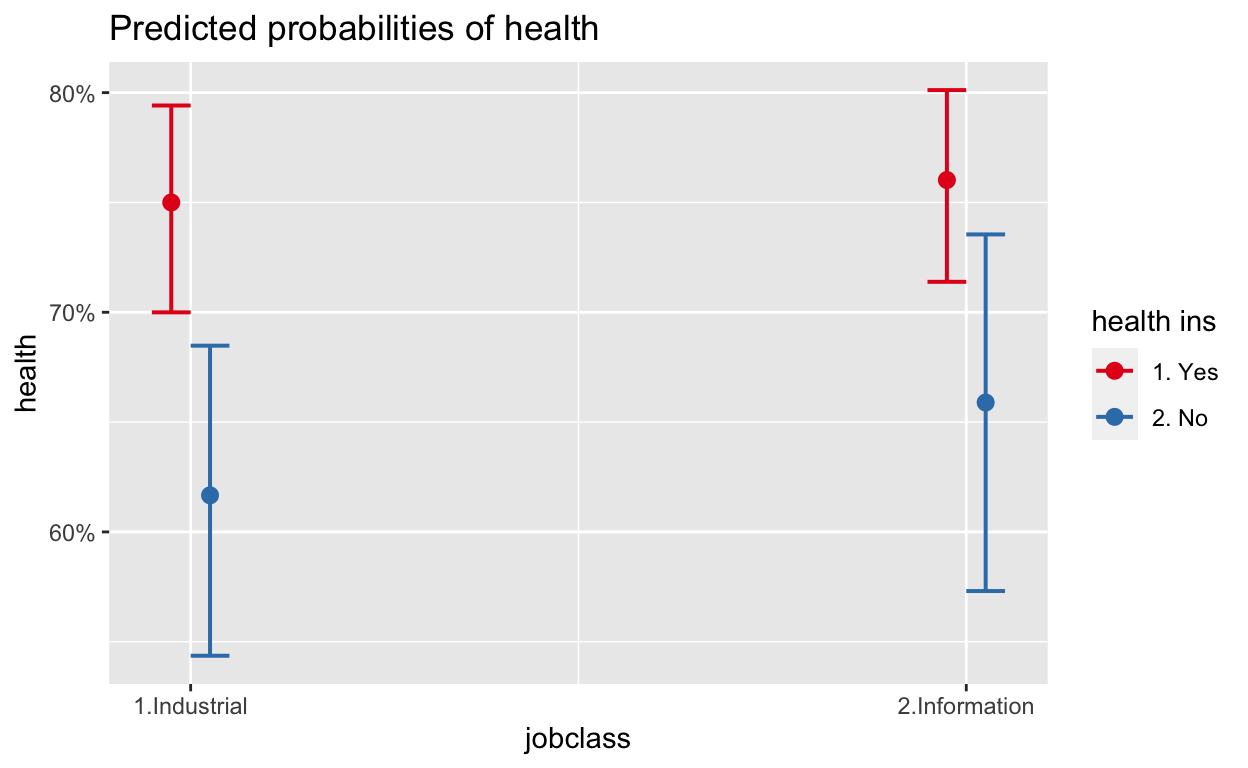 Predicted probabilities of health
80%
70%
60%
health
1.Industrial
2.Information
jobclass
health ins
1. Yes
2. No